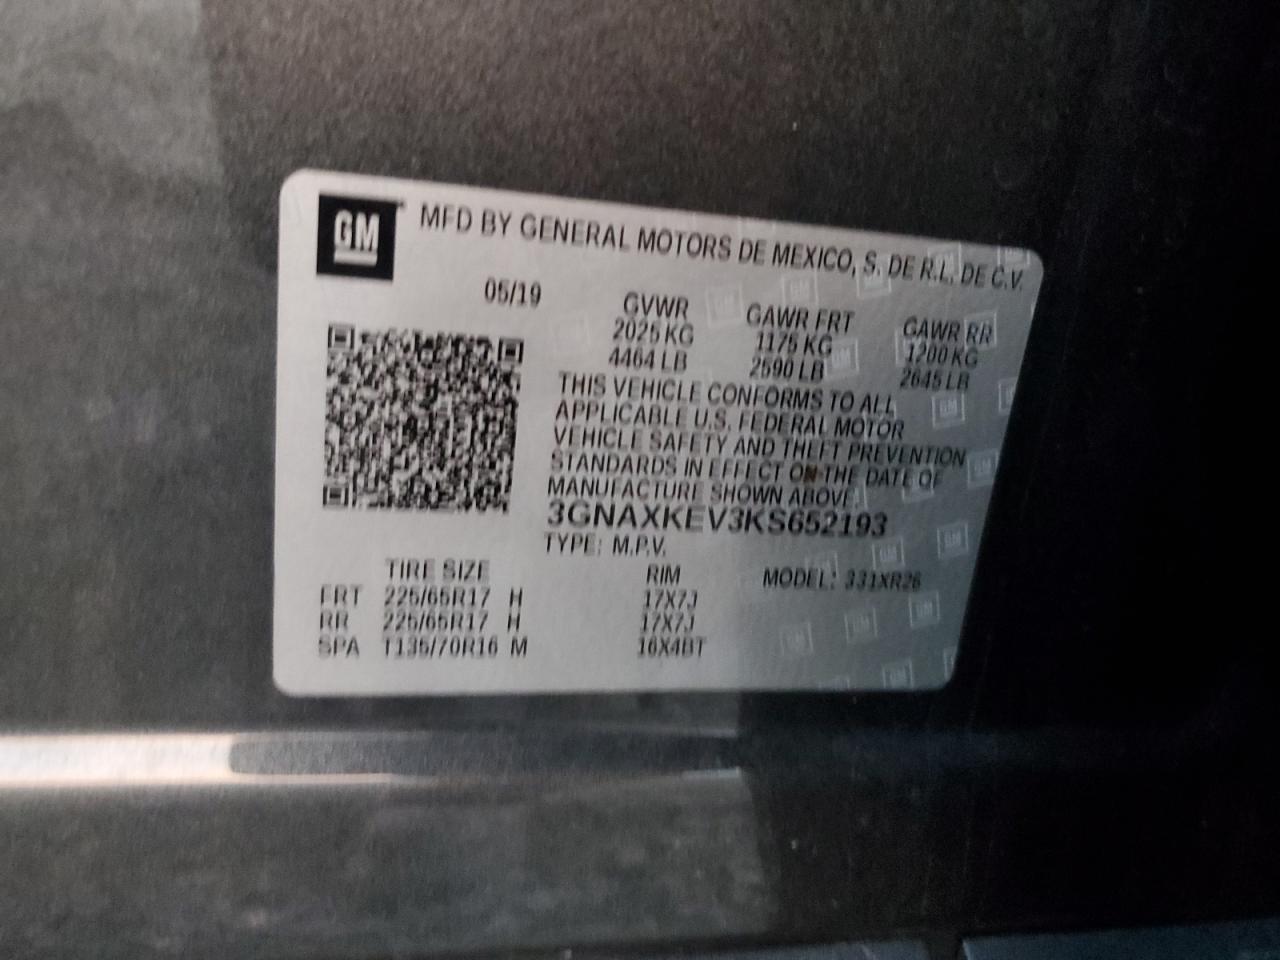 GM MFD BY GENERAL MOTORS DE MEXICO, S. DE R.L. DE C.V.
05/19 GVWR GAWR FRT GAWR RR
2025 KG 1175 KG 1200 KG
4464 LB 2590 LB 2645 LB
THIS VEHICLE CONFORMS TO ALL
APPLICABLE U.S. FEDERAL MOTOR
VEHICLE SAFETY AND THEFT PREVENTION
STANDARDS IN EFFECT ON THE DATE OF
MANUFACTURE SHOWN ABOVE.
3GNAXKEV3KS652193
TYPE: M.P.V.
TIRE SIZE RIM MODEL: 331XR26
FRT 225/65R17 H 17X7J
RR 225/65R17 H 17X7J
SPA T135/70R16 M 16X4BT